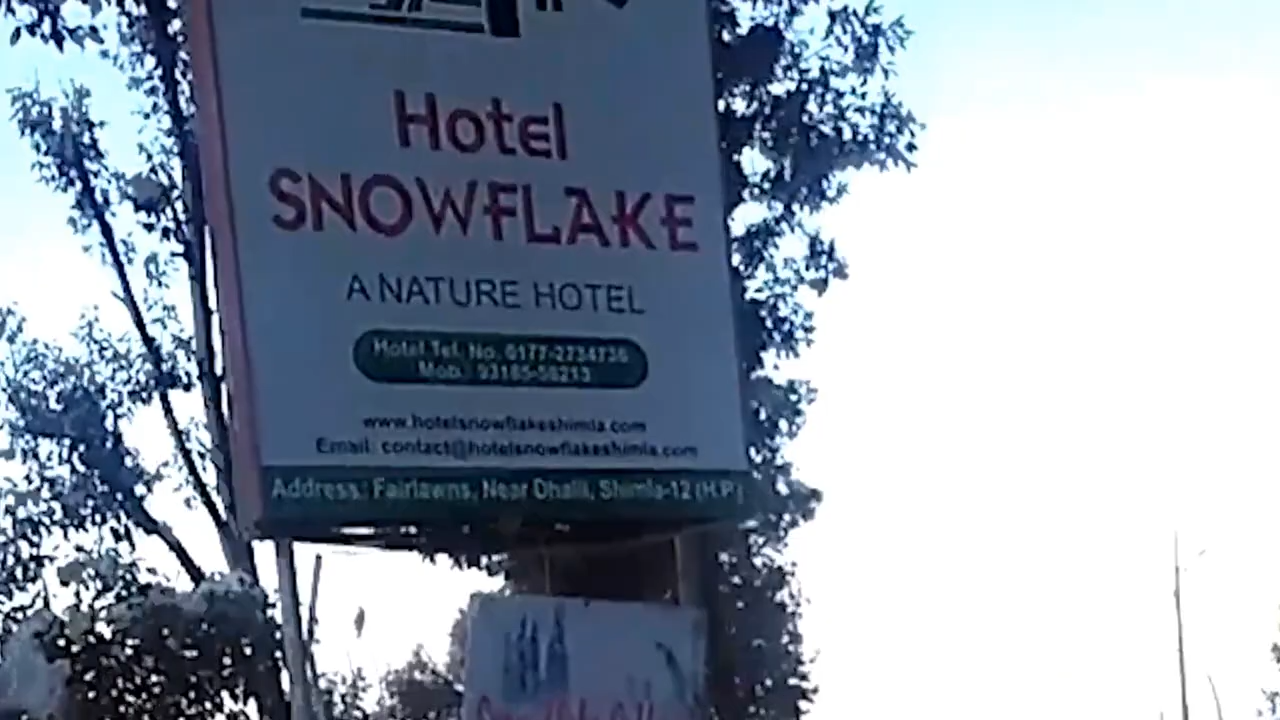 Hotel
SNOWFLAKE
A NATURE HOTEL
Hotel Tel. No. 0177-2734736
Mob.: 93185-58213
www.hotelsnowflakeshimla.com
Email: contact@hotelsnowflakeshimla.com
Address: Fairlawns, Near Dhalli, Shimla-12 (H.P.)